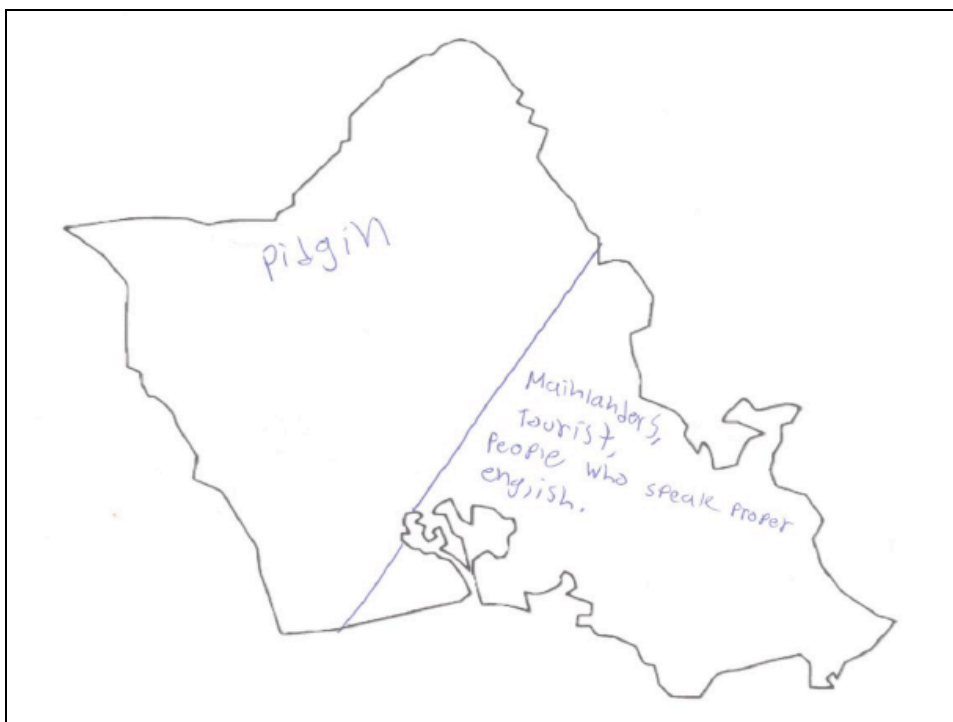 pidgin
Mainlanders,
Tourist,
People who speak proper
english.